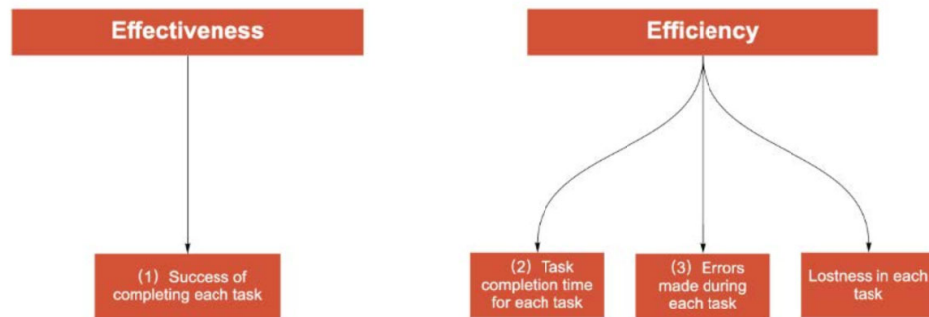 Effectiveness
Efficiency
(1) Success of
completing each task
(2) Task
completion time
for each task
(3) Errors
made during
each task
Lostness in each
task